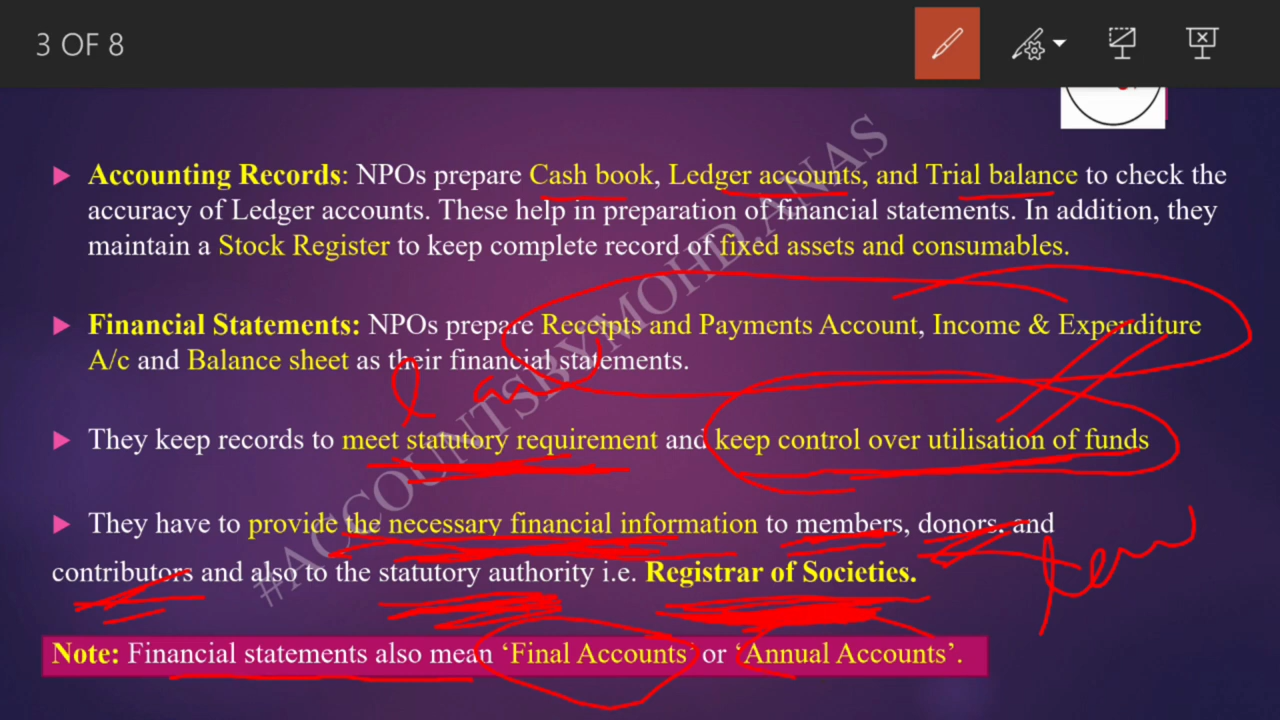 3 OF 8
Accounting Records: NPOs prepare Cash book, Ledger accounts, and Trial balance to check the
accuracy of Ledger accounts. These help in preparation of financial statements. In addition, they
maintain a Stock Register to keep complete record of fixed assets and consumables.
Financial Statements: NPOs prepare Receipts and Payments Account, Income & Expenditure
A/c and Balance sheet as their financial statements.
They keep records to meet statutory requirement and keep control over utilisation of funds
They have to provide the necessary financial information to members, donors, and
contributors and also to the statutory authority i.e. Registrar of Societies.
Note: Financial statements also mean ‘Final Accounts’ or ‘Annual Accounts’.
#ACCOUNTSBYMOHD.ANAS